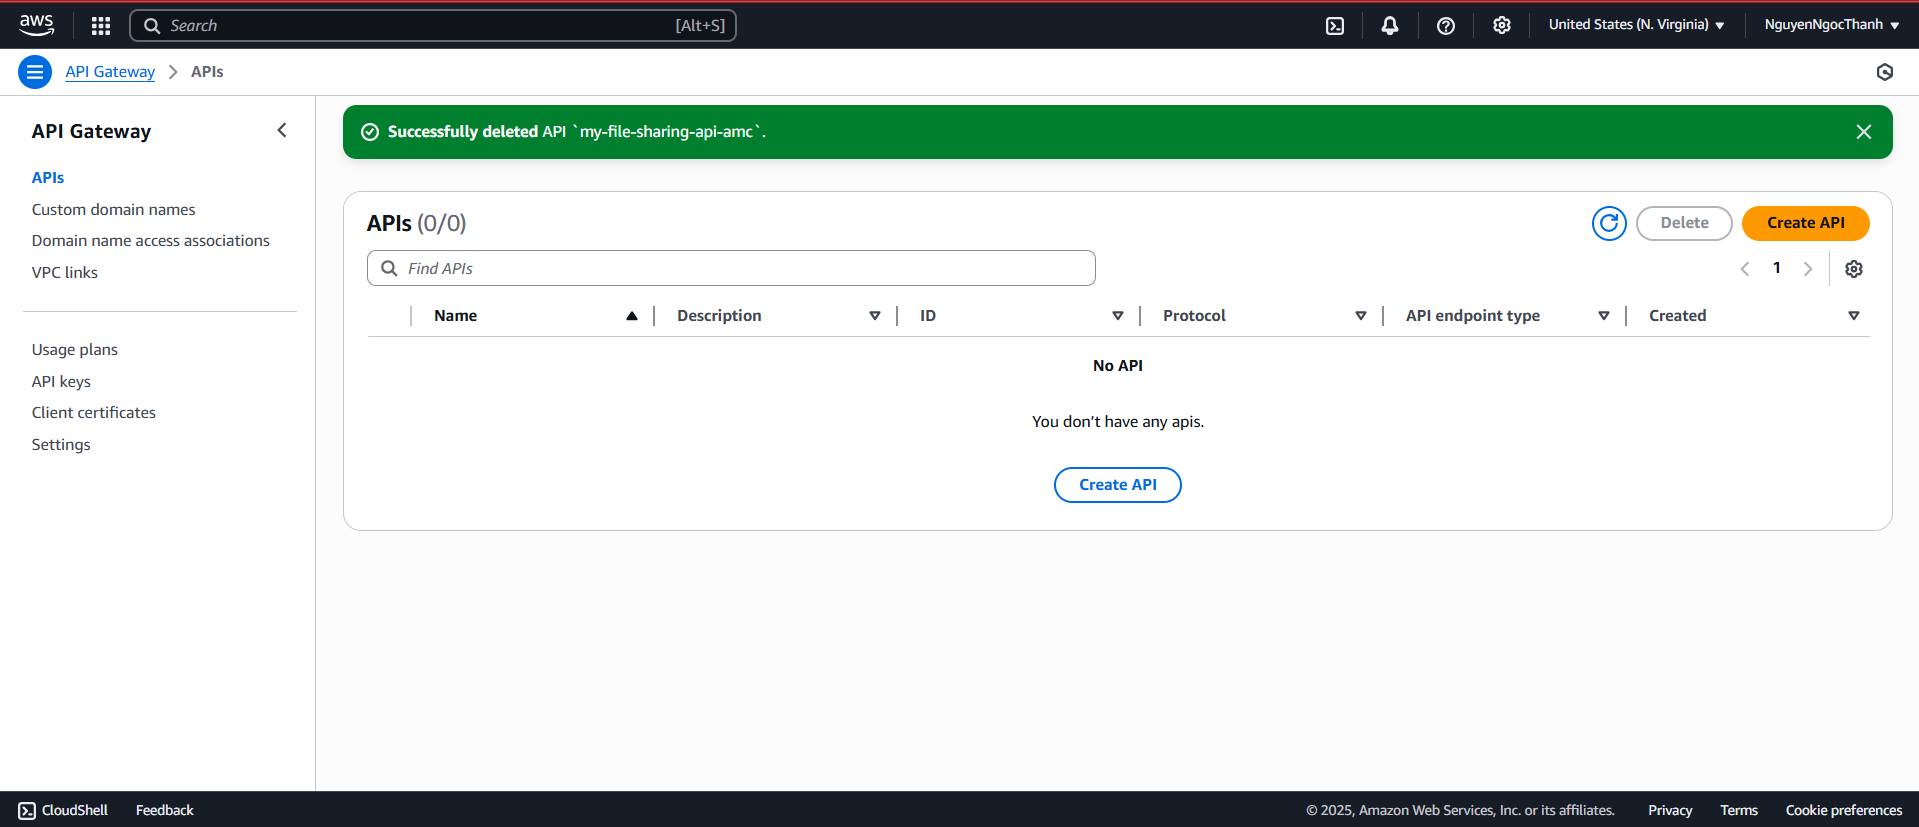 aws
Search [Alt+S]
United States (N. Virginia)
NguyenNgocThanh
API Gateway
APIs
API Gateway
APIs
Custom domain names
Domain name access associations
VPC links
Usage plans
API keys
Client certificates
Settings
Successfully deleted API `my-file-sharing-api-amc`.
APIs (0/0)
Delete
Create API
Find APIs
1
Name Description ID Protocol API endpoint type Created
No API
You don’t have any apis.
Create API
CloudShell Feedback © 2025, Amazon Web Services, Inc. or its affiliates. Privacy Terms Cookie preferences